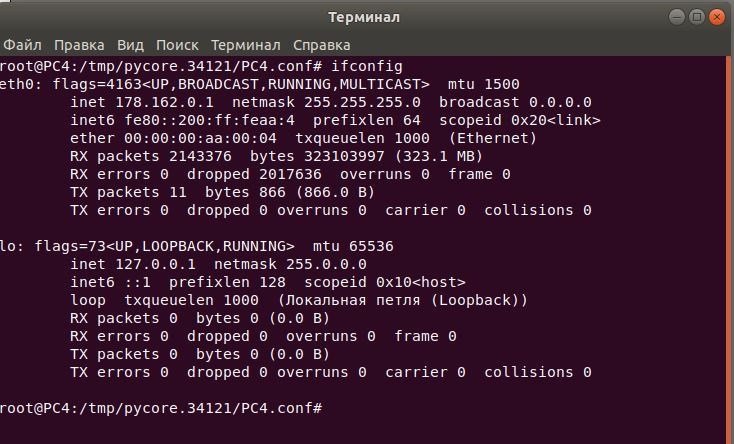 Терминал
Файл Правка Вид Поиск Терминал Справка
root@PC4:/tmp/pycore.34121/PC4.conf# ifconfig
eth0: flags=4163<UP,BROADCAST,RUNNING,MULTICAST>  mtu 1500
        inet 178.162.0.1  netmask 255.255.255.0  broadcast 0.0.0.0
        inet6 fe80::200:ff:feaa:4  prefixlen 64  scopeid 0x20<link>
        ether 00:00:00:aa:00:04  txqueuelen 1000  (Ethernet)
        RX packets 2143376  bytes 323103997 (323.1 MB)
        RX errors 0  dropped 2017636  overruns 0  frame 0
        TX packets 11  bytes 866 (866.0 B)
        TX errors 0  dropped 0 overruns 0  carrier 0  collisions 0
lo: flags=73<UP,LOOPBACK,RUNNING>  mtu 65536
        inet 127.0.0.1  netmask 255.0.0.0
        inet6 ::1  prefixlen 128  scopeid 0x10<host>
        loop  txqueuelen 1000  (Локальная петля (Loopback))
        RX packets 0  bytes 0 (0.0 B)
        RX errors 0  dropped 0  overruns 0  frame 0
        TX packets 0  bytes 0 (0.0 B)
        TX errors 0  dropped 0 overruns 0  carrier 0  collisions 0
root@PC4:/tmp/pycore.34121/PC4.conf#